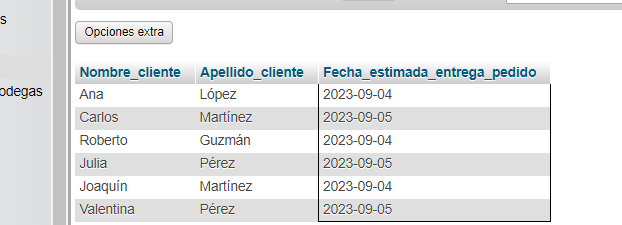 s
Opciones extra
Nombre_cliente Apellido_cliente Fecha_estimada_entrega_pedido
odegas
Ana López 2023-09-04
Carlos Martínez 2023-09-05
Roberto Guzmán 2023-09-04
Julia Pérez 2023-09-05
Joaquín Martínez 2023-09-04
Valentina Pérez 2023-09-05